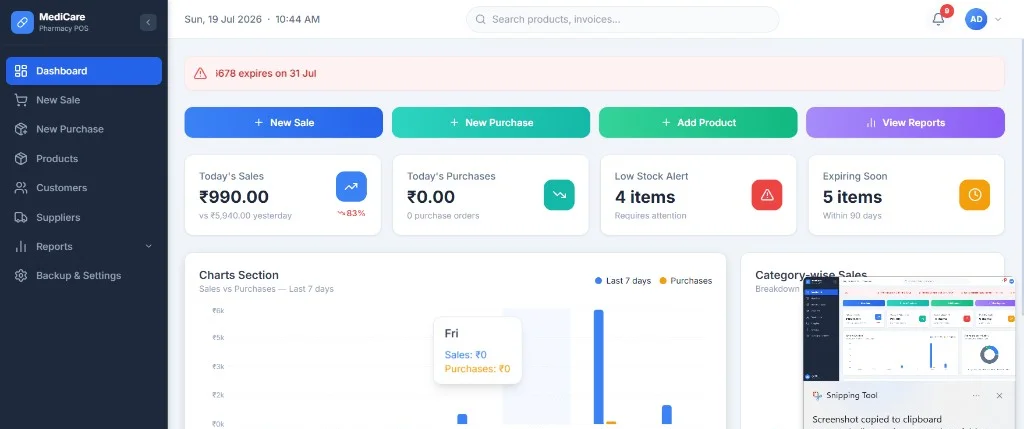 MediCare
Pharmacy POS
Sun, 19 Jul 2026 · 10:44 AM
Search products, invoices...
9
AD
Dashboard
New Sale
New Purchase
Products
Customers
Suppliers
Reports
Backup & Settings
i678 expires on 31 Jul
+ New Sale
+ New Purchase
+ Add Product
View Reports
Today's Sales
₹990.00
vs ₹5,940.00 yesterday
83%
Today's Purchases
₹0.00
0 purchase orders
Low Stock Alert
4 items
Requires attention
Expiring Soon
5 items
Within 90 days
Charts Section
Sales vs Purchases — Last 7 days
Last 7 days
Purchases
₹6k
₹5k
₹3k
₹2k
₹0k
Fri
Sales: ₹0
Purchases: ₹0
Category-wise Sales
Breakdown
Snipping Tool
Screenshot copied to clipboard